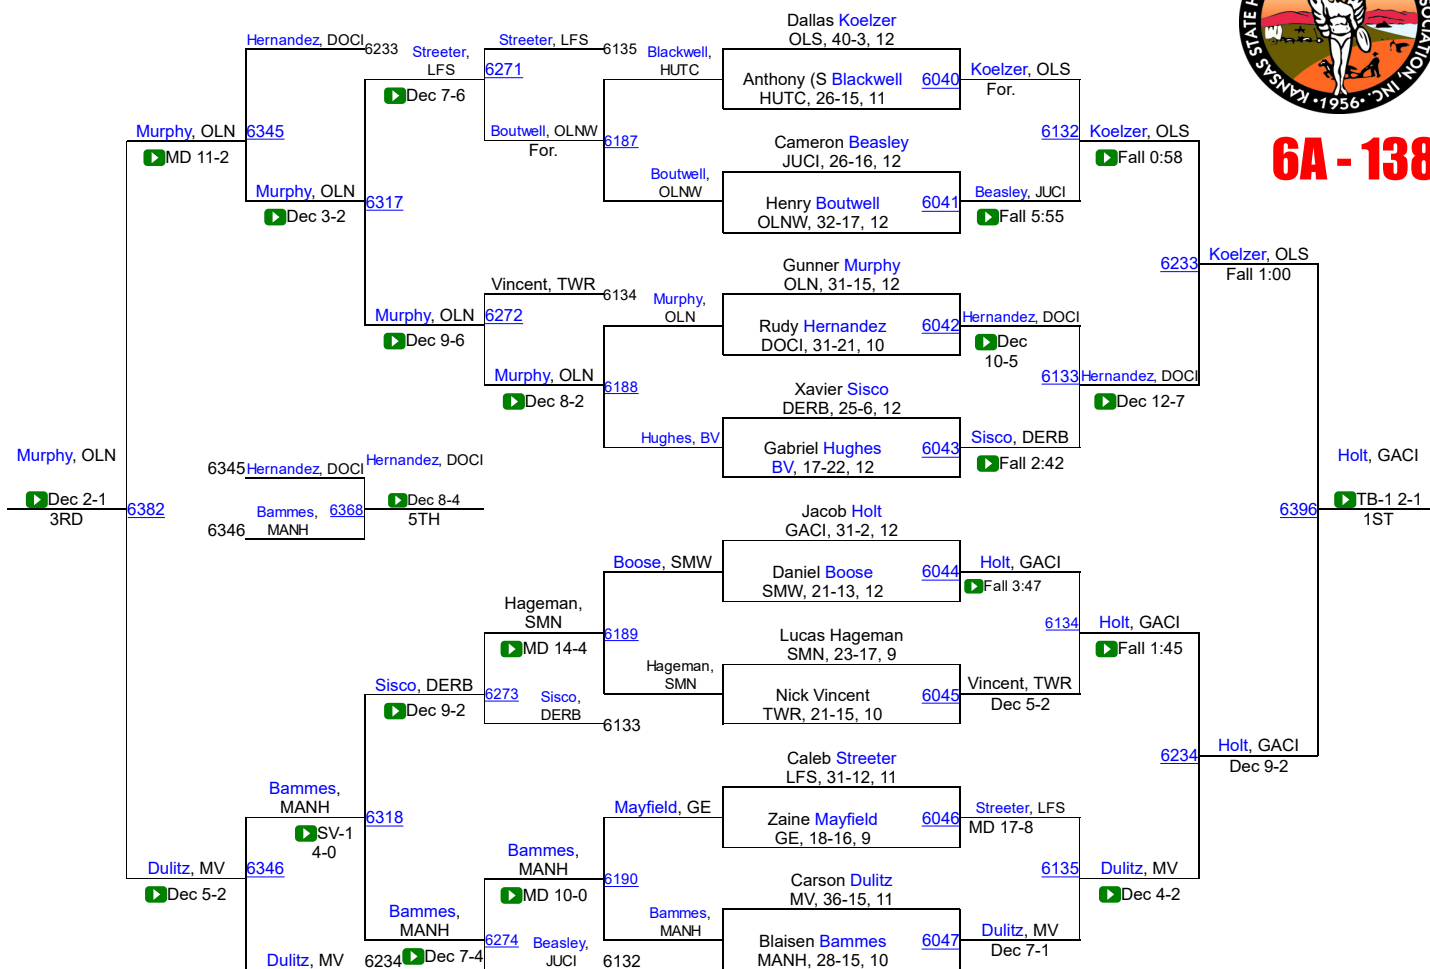 Hernandez, DOCI
6233
Streeter,
LFS
Dec 7-6
Streeter, LFS
6135
6271
Boutwell, OLNW
For.
Blackwell,
HUTC
6187
Boutwell,
OLNW
Dallas Koelzer
OLS, 40-3, 12
Anthony (S Blackwell
HUTC, 26-15, 11
6040
Koelzer, OLS
For.
Cameron Beasley
JUCI, 26-16, 12
Henry Boutwell
OLNW, 32-17, 12
6041
Beasley, JUCI
Fall 5:55
6132
Koelzer, OLS
Fall 0:58
KANSAS STATE H
SOCIATION, INC.
•1956•
6A - 138
Murphy, OLN
MD 11-2
6345
Murphy, OLN
Dec 3-2
6317
Vincent, TWR
6134
Murphy, OLN
Dec 9-6
6272
Murphy, OLN
Dec 8-2
Murphy,
OLN
6188
Hughes, BV
Gunner Murphy
OLN, 31-15, 12
Rudy Hernandez
DOCI, 31-21, 10
6042
Hernandez, DOCI
Dec
10-5
Xavier Sisco
DERB, 25-6, 12
Gabriel Hughes
BV, 17-22, 12
6043
Sisco, DERB
Fall 2:42
6133
Hernandez, DOCI
Dec 12-7
6233
Koelzer, OLS
Fall 1:00
Murphy, OLN
Dec 2-1
3RD
6382
6345
Hernandez, DOCI
Bammes,
MANH
6346
6368
Hernandez, DOCI
Dec 8-4
5TH
Holt, GACI
TB-1 2-1
1ST
6396
Boose, SMW
Hageman,
SMN
MD 14-4
6189
Hageman,
SMN
Jacob Holt
GACI, 31-2, 12
Daniel Boose
SMW, 21-13, 12
6044
Holt, GACI
Fall 3:47
Lucas Hageman
SMN, 23-17, 9
Nick Vincent
TWR, 21-15, 10
6045
Vincent, TWR
Dec 5-2
6134
Holt, GACI
Fall 1:45
Sisco, DERB
Dec 9-2
6273
Sisco,
DERB
6133
Bammes,
MANH
SV-1
4-0
6318
Mayfield, GE
Caleb Streeter
LFS, 31-12, 11
Zaine Mayfield
GE, 18-16, 9
6046
Streeter, LFS
MD 17-8
6234
Holt, GACI
Dec 9-2
Dulitz, MV
Dec 5-2
6346
Bammes,
MANH
MD 10-0
6190
Bammes,
MANH
Carson Dulitz
MV, 36-15, 11
Blaisen Bammes
MANH, 28-15, 10
6047
Dulitz, MV
Dec 7-1
6135
Dulitz, MV
Dec 4-2
Bammes,
MANH
Dec 7-4
6274
Beasley,
JUCI
6132
Dulitz, MV
6234